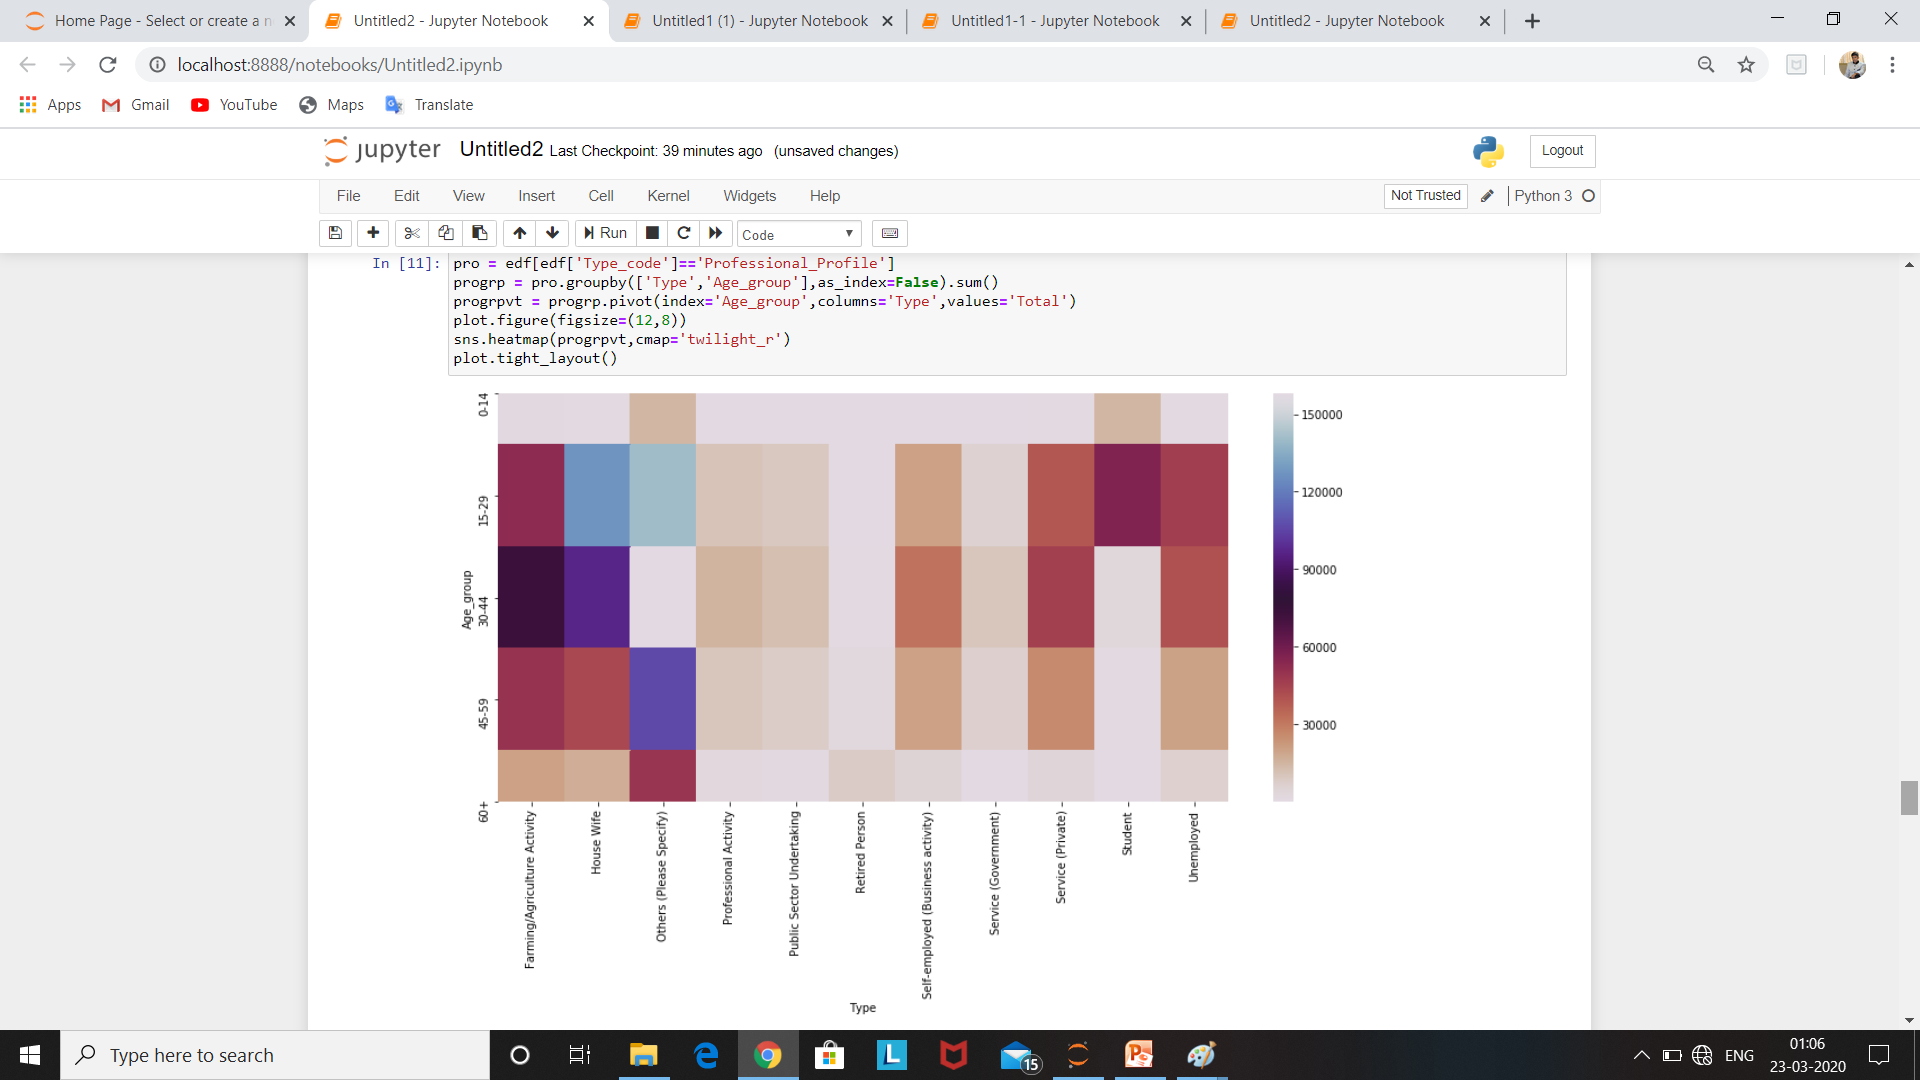 Home Page - Select or create a n
Untitled2 - Jupyter Notebook
Untitled1 (1) - Jupyter Notebook
Untitled1-1 - Jupyter Notebook
Untitled2 - Jupyter Notebook
localhost:8888/notebooks/Untitled2.ipynb
Apps Gmail YouTube Maps Translate
jupyter Untitled2 Last Checkpoint: 39 minutes ago (unsaved changes)
Logout
File Edit View Insert Cell Kernel Widgets Help
Not Trusted Python 3
Run Code
In [11]: pro = edf[edf['Type_code']=='Professional_Profile']
progrp = pro.groupby(['Type','Age_group'],as_index=False).sum()
progrpvt = progrp.pivot(index='Age_group',columns='Type',values='Total')
plot.figure(figsize=(12,8))
sns.heatmap(progrpvt,cmap='twilight_r')
plot.tight_layout()
0-14
15-29
30-44
45-59
60+
Age_group
150000
120000
90000
60000
30000
Farming/Agriculture Activity
House Wife
Others (Please Specify)
Professional Activity
Public Sector Undertaking
Retired Person
Self-employed (Business activity)
Service (Government)
Service (Private)
Student
Unemployed
Type
Type here to search
L
15
ENG
01:06
23-03-2020